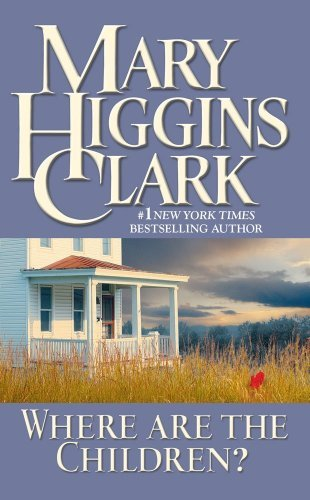 MARY
HIGGINS
CLARK
#1 NEW YORK TIMES
BESTSELLING AUTHOR
WHERE ARE THE
CHILDREN?